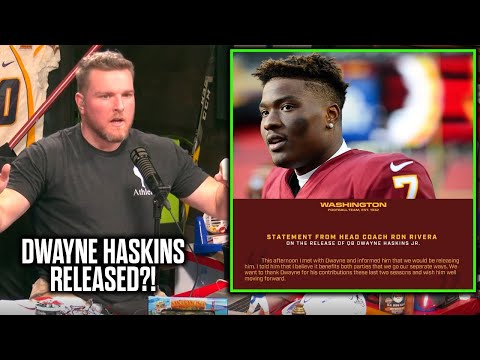 DWAYNE HASKINS
RELEASED?!
7
WASHINGTON
FOOTBALL TEAM, EST. 1932
STATEMENT FROM HEAD COACH RON RIVERA
ON THE RELEASE OF QB DWAYNE HASKINS JR.
This afternoon I met with Dwayne and informed him that we would be releasing
him. I told him that I believe it benefits both parties that we go our separate ways. We
want to thank Dwayne for his contributions these last two seasons and wish him well
moving forward.